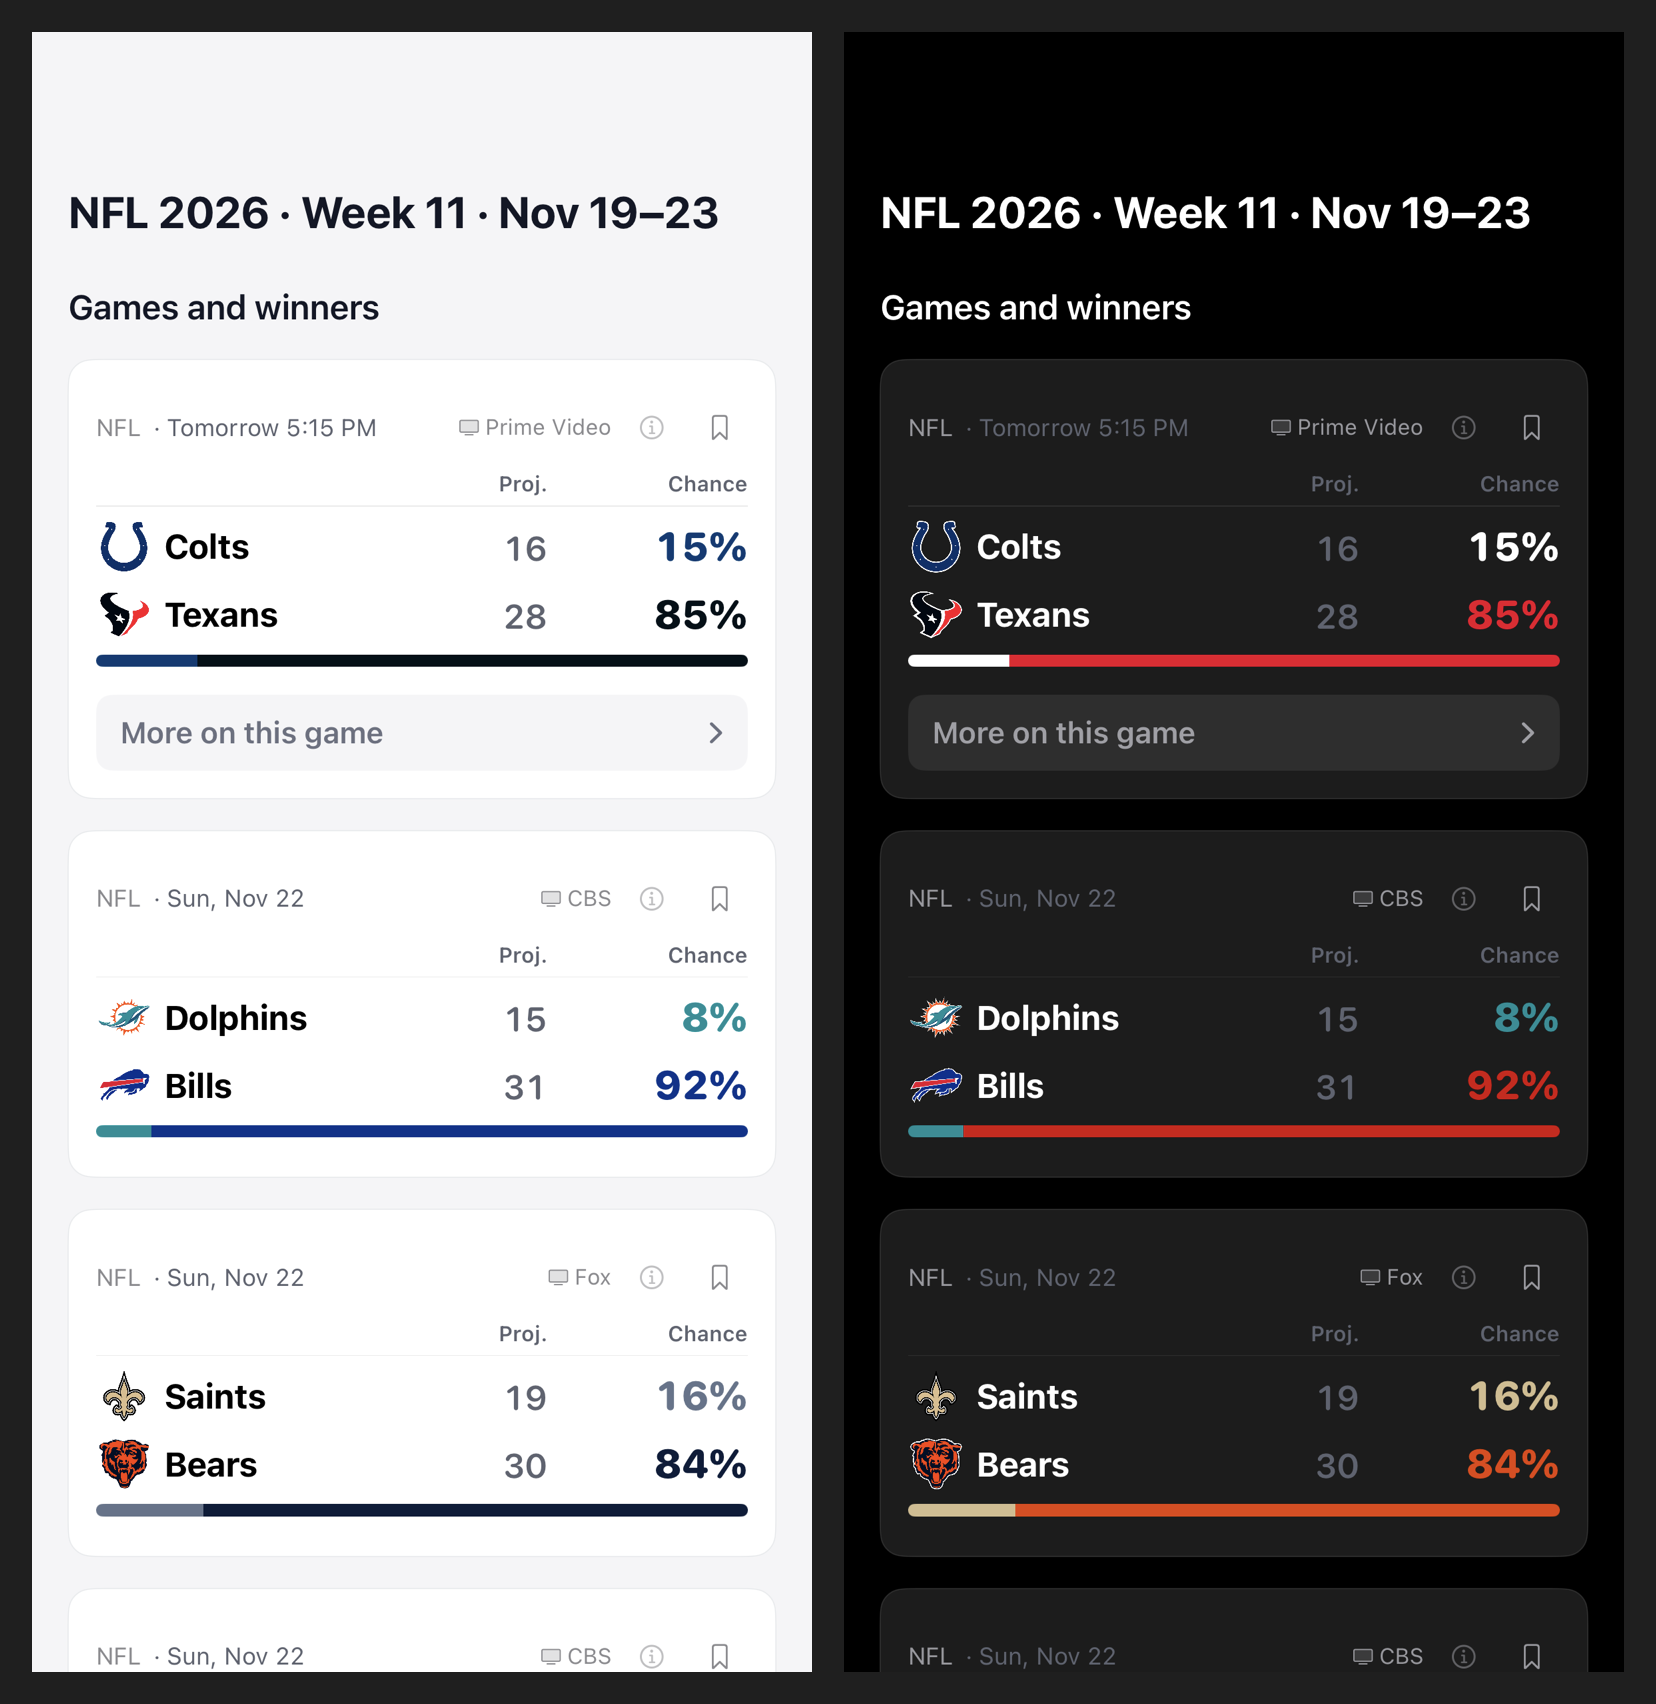 NFL 2026 · Week 11 · Nov 19–23
Games and winners
NFL · Tomorrow 5:15 PM Prime Video
Proj. Chance
Colts 16 15%
Texans 28 85%
More on this game
NFL · Sun, Nov 22 CBS
Proj. Chance
Dolphins 15 8%
Bills 31 92%
NFL · Sun, Nov 22 Fox
Proj. Chance
Saints 19 16%
Bears 30 84%
NFL · Sun, Nov 22 CBS
NFL 2026 · Week 11 · Nov 19–23
Games and winners
NFL · Tomorrow 5:15 PM Prime Video
Proj. Chance
Colts 16 15%
Texans 28 85%
More on this game
NFL · Sun, Nov 22 CBS
Proj. Chance
Dolphins 15 8%
Bills 31 92%
NFL · Sun, Nov 22 Fox
Proj. Chance
Saints 19 16%
Bears 30 84%
NFL · Sun, Nov 22 CBS